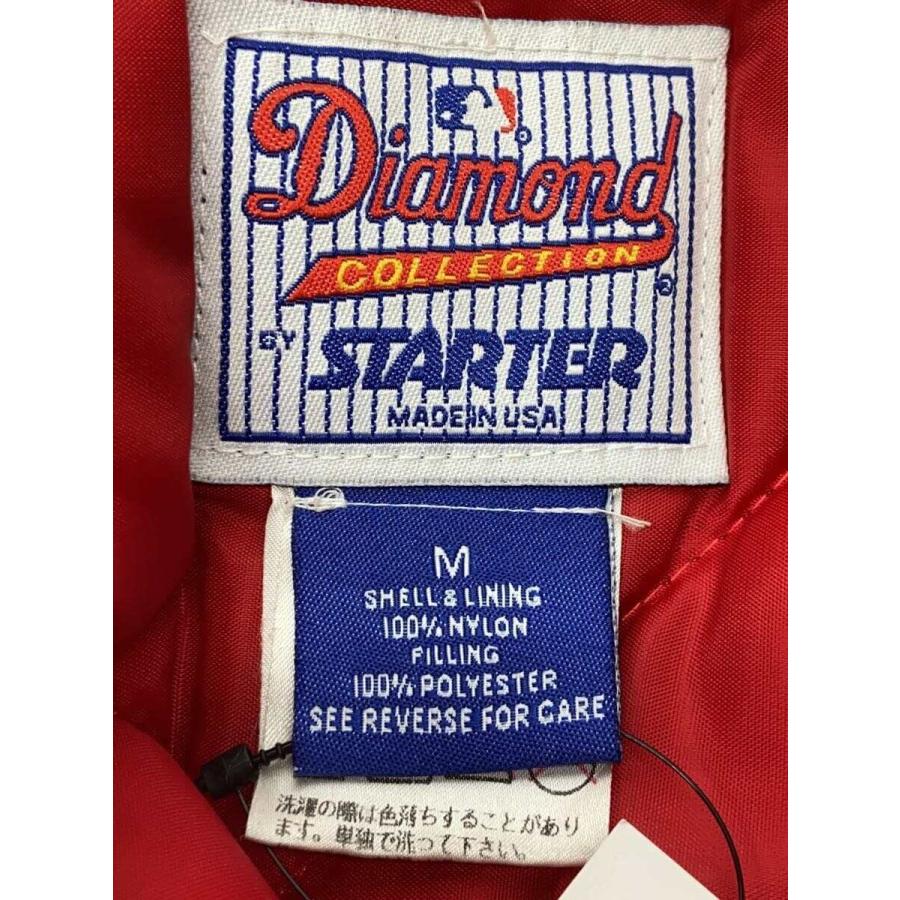 Diamond
COLLECTION
®
BY STARTER
MADE IN USA
M
SHELL & LINING
100% NYLON
FILLING
100% POLYESTER
SEE REVERSE FOR CARE
洗濯の際は色落ちすることがあり
ます。単独で洗って下さい。